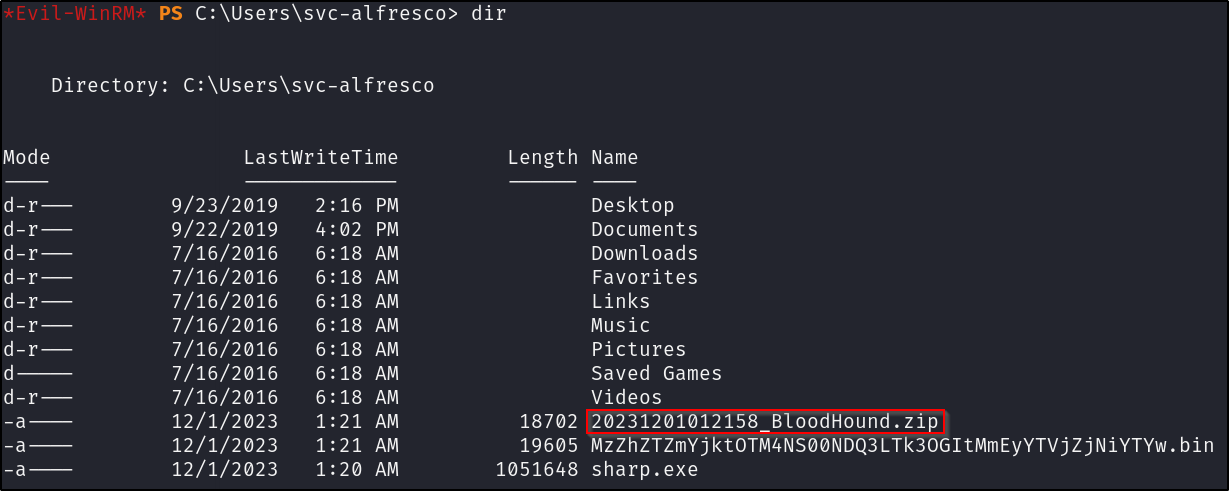 *Evil-WinRM* PS C:\Users\svc-alfresco> dir
Directory: C:\Users\svc-alfresco
Mode LastWriteTime Length Name
---- ------------- ------ ----
d-r--- 9/23/2019 2:16 PM Desktop
d-r--- 9/22/2019 4:02 PM Documents
d-r--- 7/16/2016 6:18 AM Downloads
d-r--- 7/16/2016 6:18 AM Favorites
d-r--- 7/16/2016 6:18 AM Links
d-r--- 7/16/2016 6:18 AM Music
d-r--- 7/16/2016 6:18 AM Pictures
d----- 7/16/2016 6:18 AM Saved Games
d-r--- 7/16/2016 6:18 AM Videos
-a---- 12/1/2023 1:21 AM 18702 20231201012158_BloodHound.zip
-a---- 12/1/2023 1:21 AM 19605 MzZhZTZmYjktOTM4NS00NDQ3LTk3OGItMmEyYTVjZjNiYTYw.bin
-a---- 12/1/2023 1:20 AM 1051648 sharp.exe